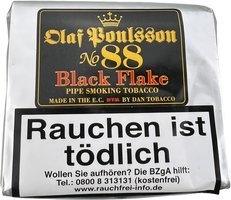 Olaf Poulsson
No 88
Black Flake
PIPE SMOKING TOBACCO
MADE IN THE E.C. DTM BY DAN TOBACCO
Rauchen ist
tödlich
Wollen Sie aufhören? Die BZgA hilft:
Tel.: 0800 8 313131 (kostenfrei)
www.rauchfrei-info.de